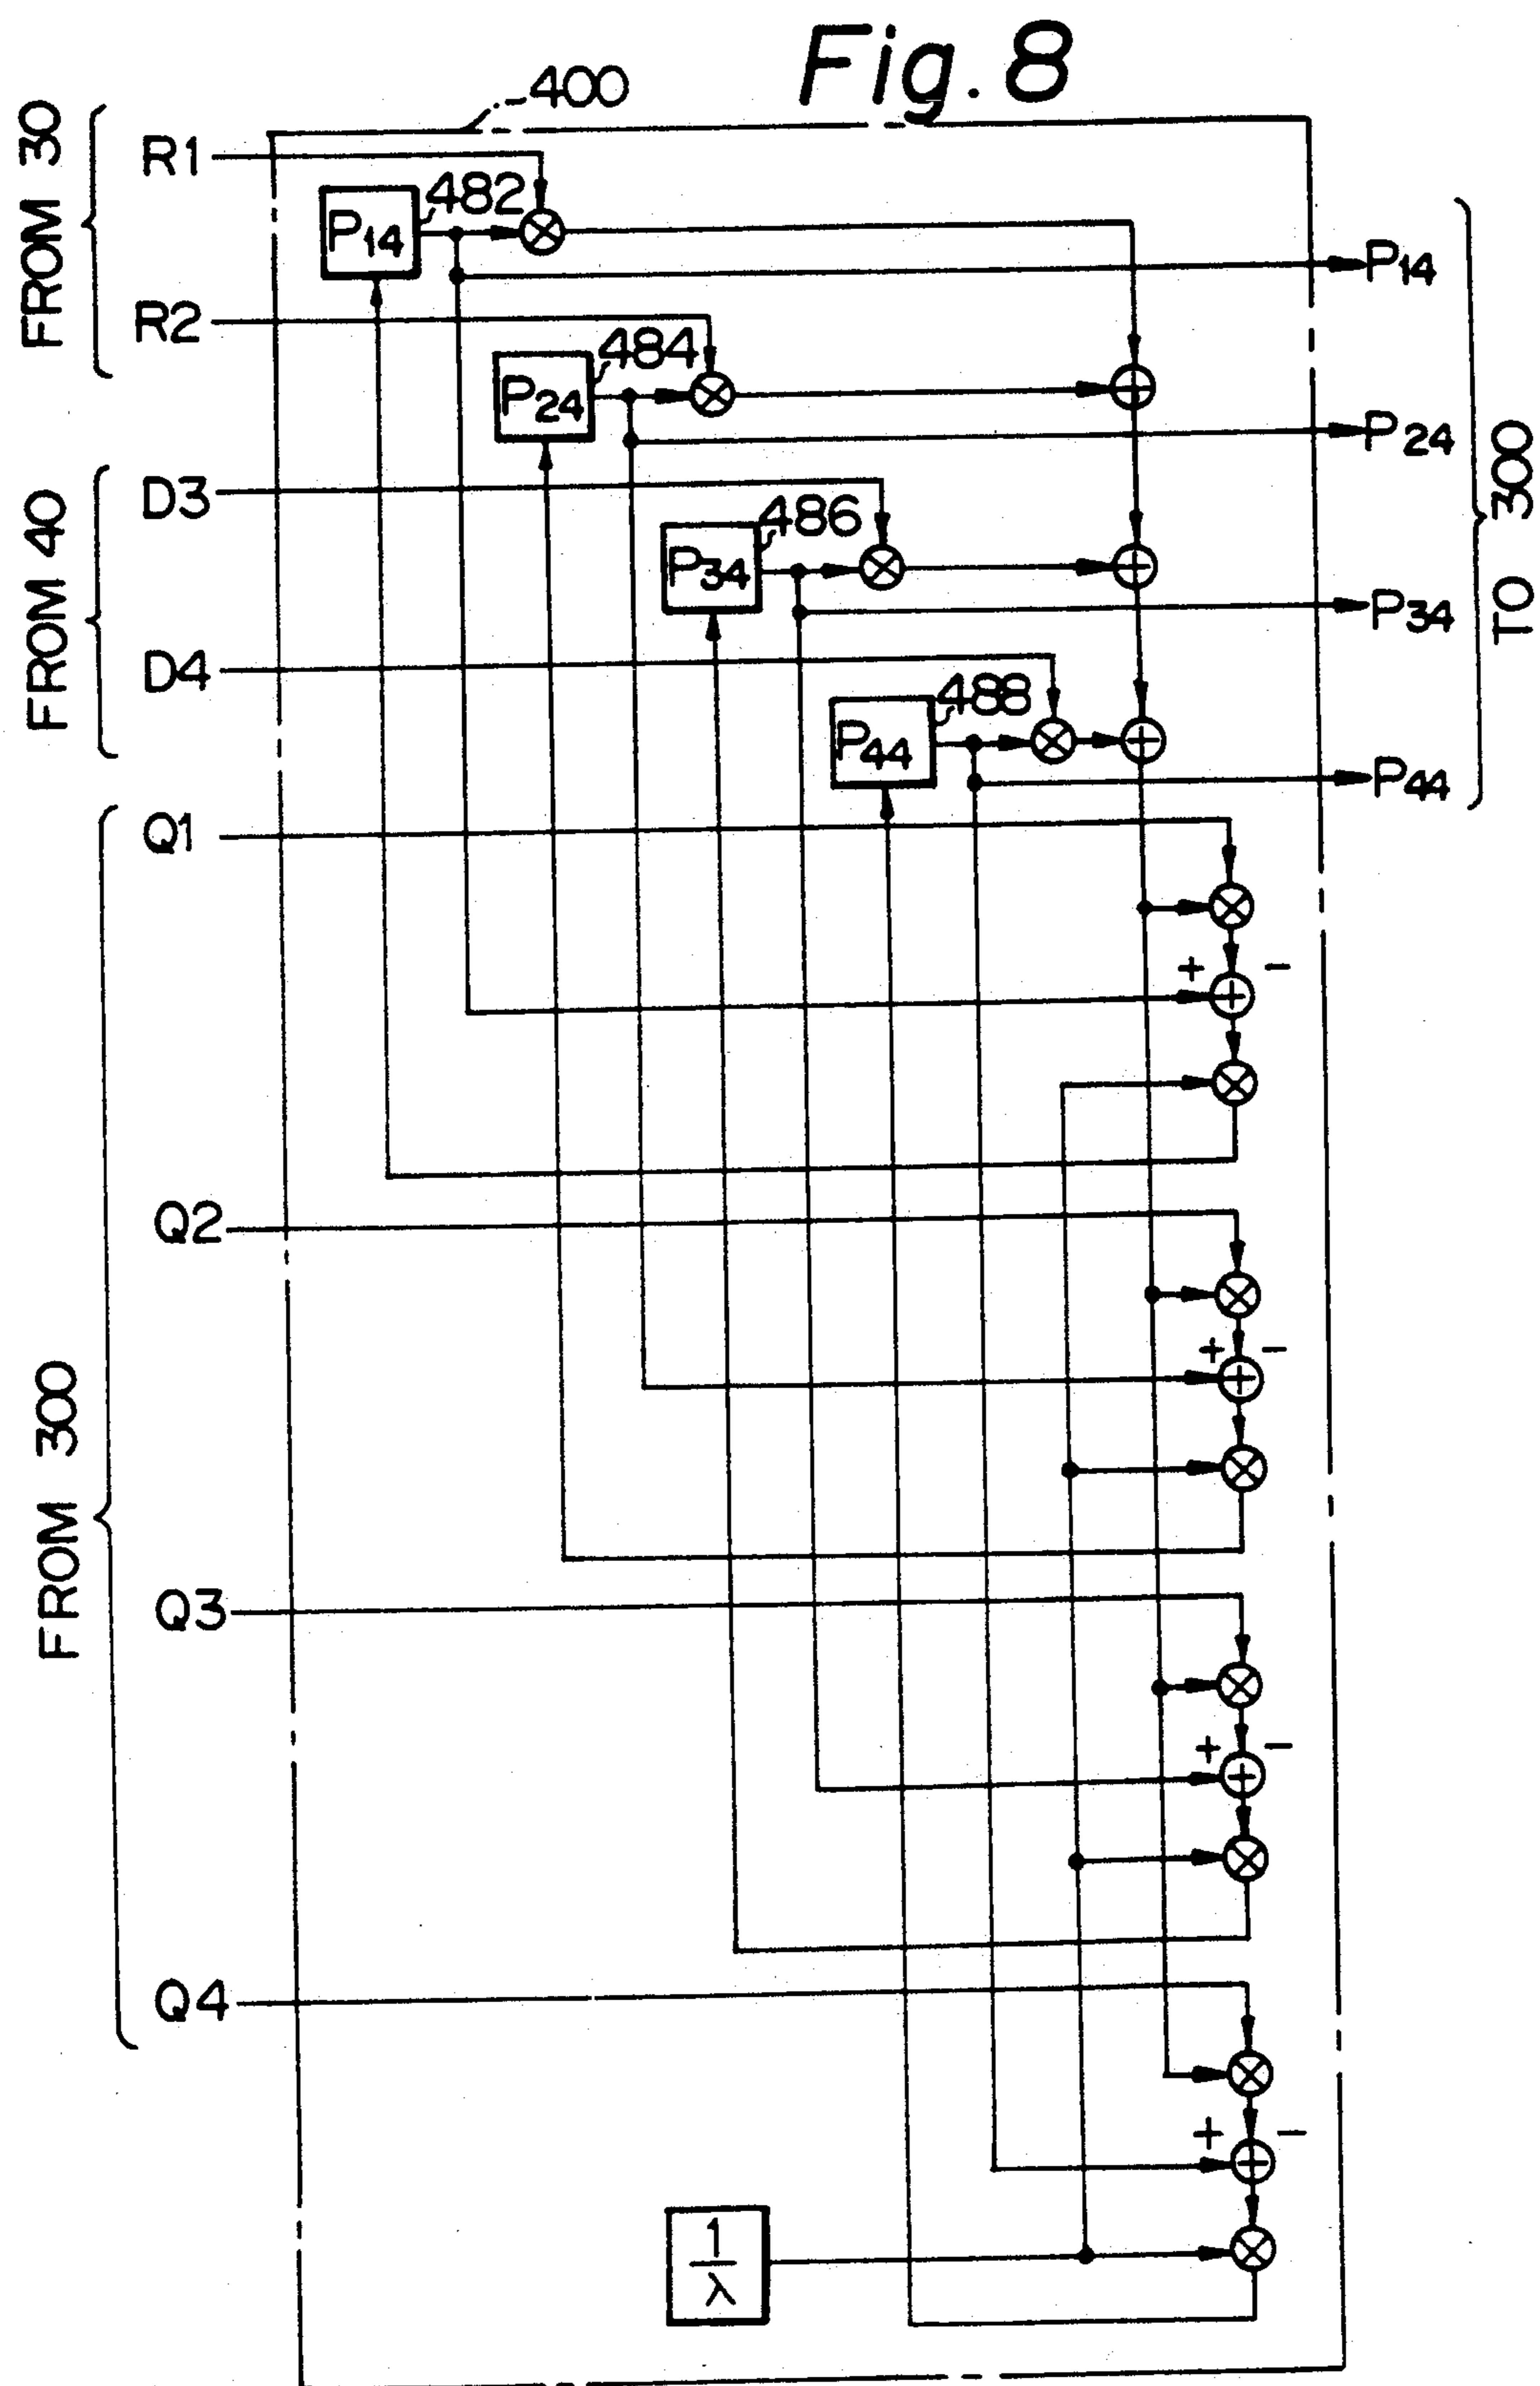 Fig. 8
400
FROM 30
R1
482
P14
P14
R2
484
P24
P24
FROM 40
D3
486
P34
P34
D4
488
P44
P44
TO 300
Q1
+ −
Q2
+ −
FROM 300
Q3
+ −
Q4
+ −
1
λ